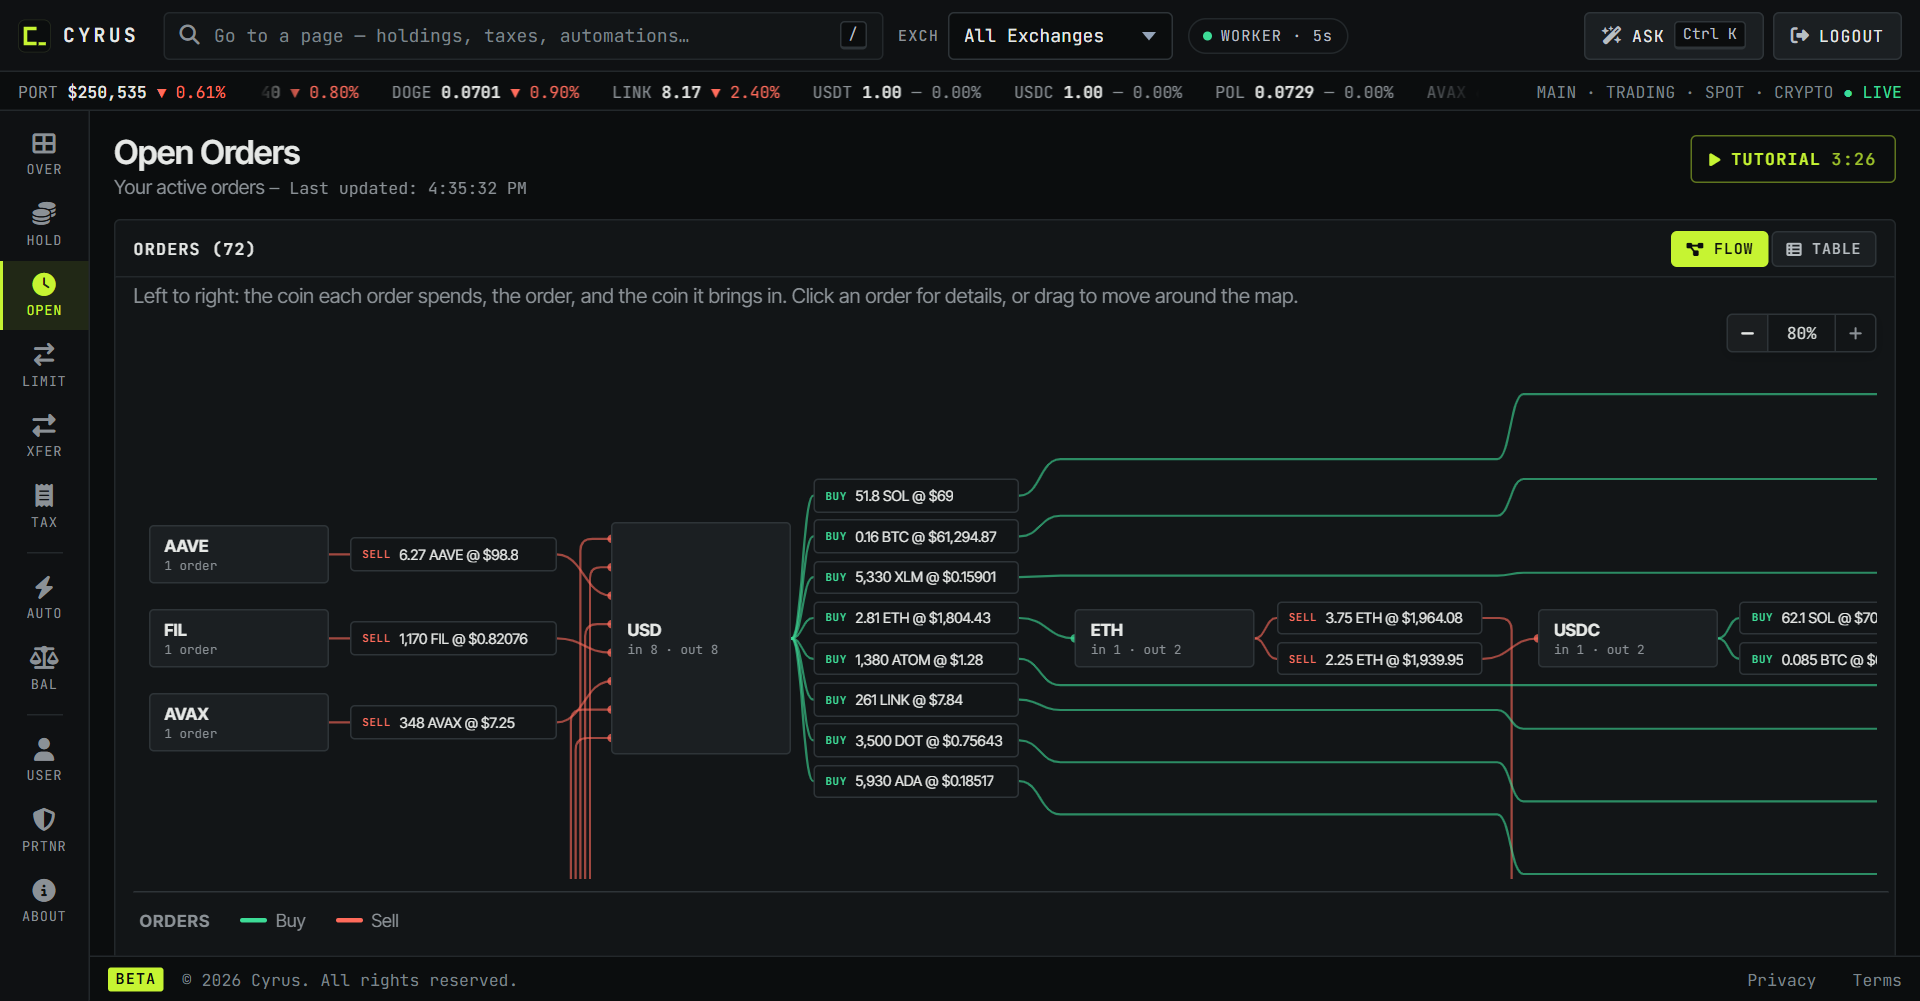 CYRUS
Go to a page — holdings, taxes, automations…
/
EXCH
All Exchanges
WORKER · 5s
ASK Ctrl K
LOGOUT
PORT $250,535 ▼ 0.61%
▼ 0.80%
DOGE 0.0701 ▼ 0.90%
LINK 8.17 ▼ 2.40%
USDT 1.00 — 0.00%
USDC 1.00 — 0.00%
POL 0.0729 — 0.00%
AVAX
MAIN · TRADING · SPOT · CRYPTO ● LIVE
OVER
HOLD
OPEN
LIMIT
XFER
TAX
AUTO
BAL
USER
PRTNR
ABOUT
Open Orders
Your active orders — Last updated: 4:35:32 PM
TUTORIAL 3:26
ORDERS (72)
FLOW
TABLE
Left to right: the coin each order spends, the order, and the coin it brings in. Click an order for details, or drag to move around the map.
− 80% +
AAVE
1 order
SELL 6.27 AAVE @ $98.8
FIL
1 order
SELL 1,170 FIL @ $0.82076
AVAX
1 order
SELL 348 AVAX @ $7.25
USD
in 8 · out 8
BUY 51.8 SOL @ $69
BUY 0.16 BTC @ $61,294.87
BUY 5,330 XLM @ $0.15901
BUY 2.81 ETH @ $1,804.43
BUY 1,380 ATOM @ $1.28
BUY 261 LINK @ $7.84
BUY 3,500 DOT @ $0.75643
BUY 5,930 ADA @ $0.18517
ETH
in 1 · out 2
SELL 3.75 ETH @ $1,964.08
SELL 2.25 ETH @ $1,939.95
USDC
in 1 · out 2
BUY 62.1 SOL @ $70
BUY 0.085 BTC @
ORDERS
Buy
Sell
BETA
© 2026 Cyrus. All rights reserved.
Privacy
Terms